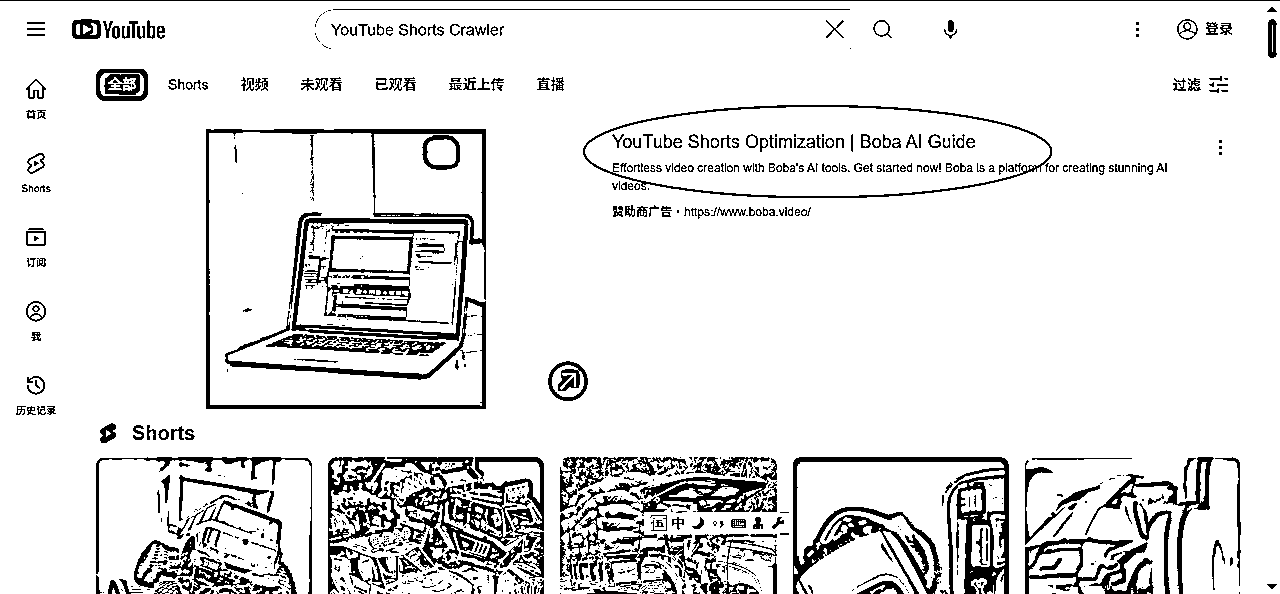 YouTube
YouTube Shorts Crawler
登录
全部
Shorts
视频
未观看
已观看
最近上传
直播
过滤
首页
Shorts
订阅
我
历史记录
YouTube Shorts Optimization | Boba AI Guide
Effortless video creation with Boba's AI tools. Get started now! Boba is a platform for creating stunning AI
videos.
赞助商广告・https://www.boba.video/
Shorts
五 中